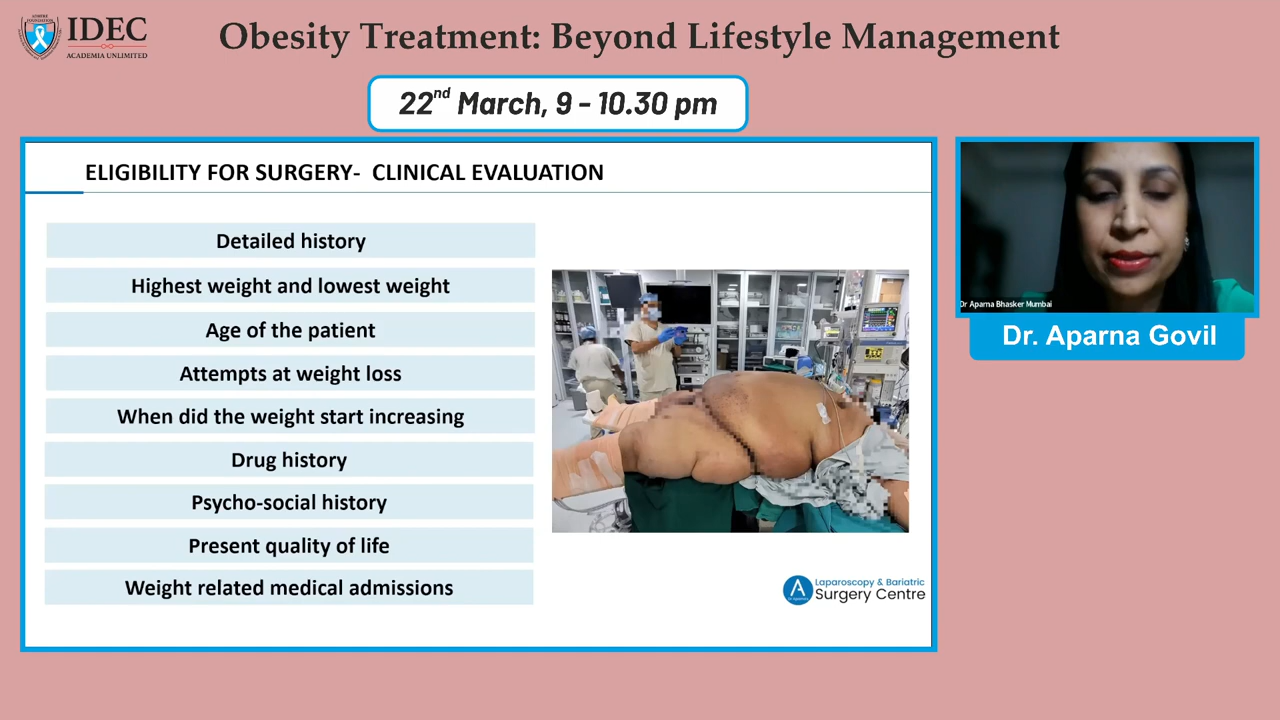 IDEC
ACADEMIA UNLIMITED
Obesity Treatment: Beyond Lifestyle Management
22nd March, 9 - 10.30 pm
ELIGIBILITY FOR SURGERY- CLINICAL EVALUATION
Detailed history
Highest weight and lowest weight
Age of the patient
Attempts at weight loss
When did the weight start increasing
Drug history
Psycho-social history
Present quality of life
Weight related medical admissions
A
Laparoscopy & Bariatric
Surgery Centre
Dr Aparna Bhasker Mumbai
Dr. Aparna Govil